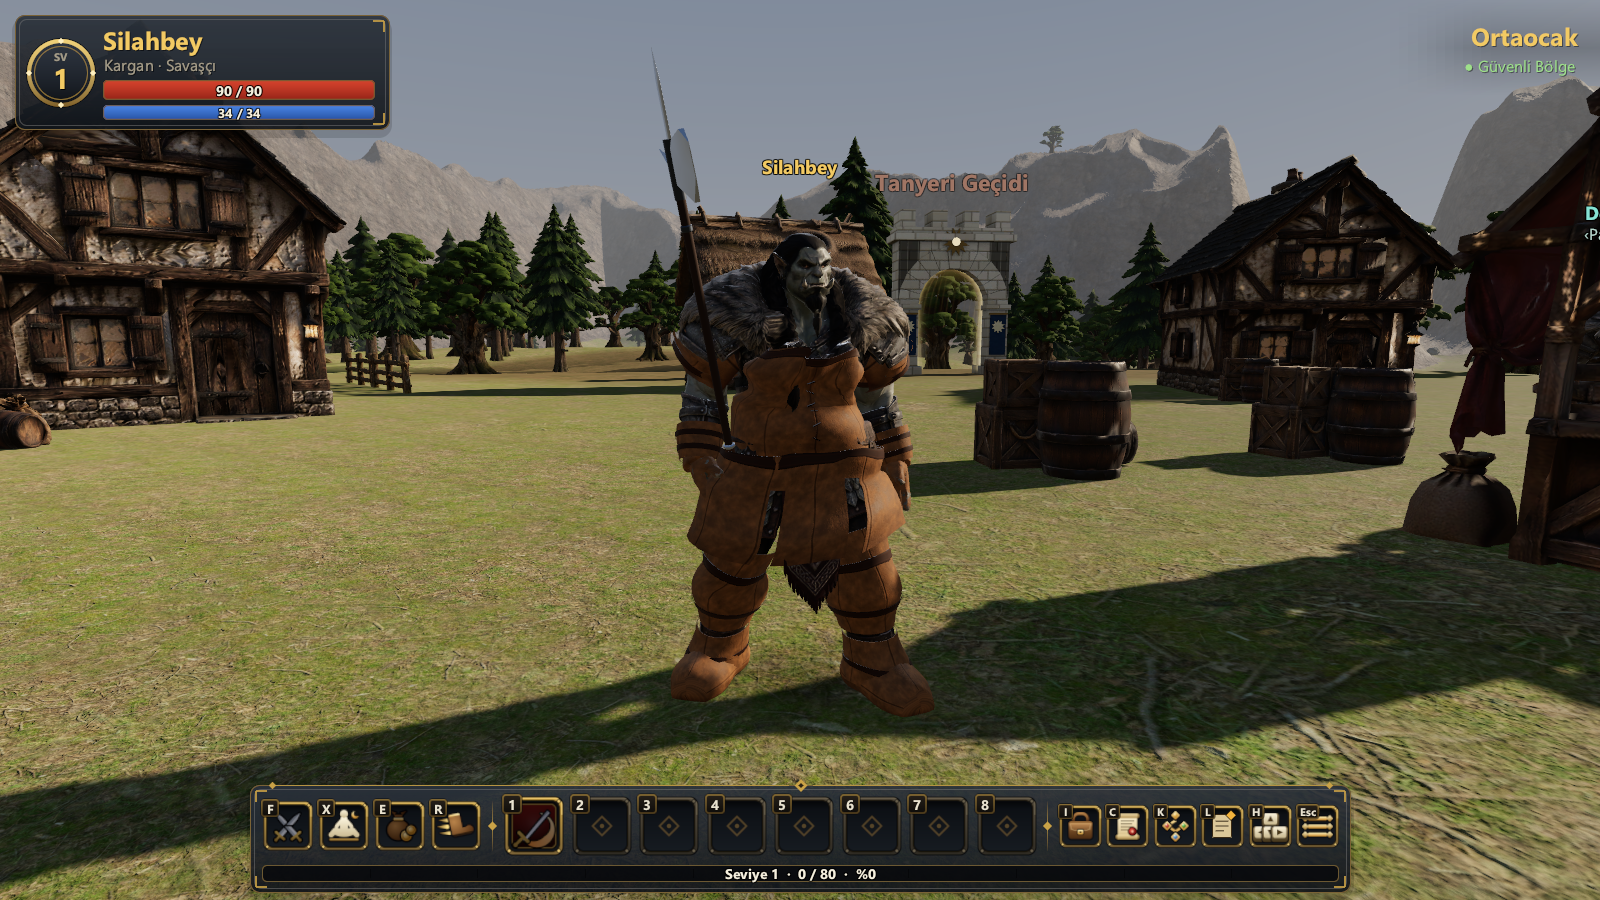 Silahbey
SV
1
Kargan · Savaşçı
90 / 90
34 / 34
Ortaocak
Güvenli Bölge
Silahbey
Tanyeri Geçidi
F
X
E
R
1
2
3
4
5
6
7
8
I
C
K
L
H
Esc
Seviye 1 · 0 / 80 · %0